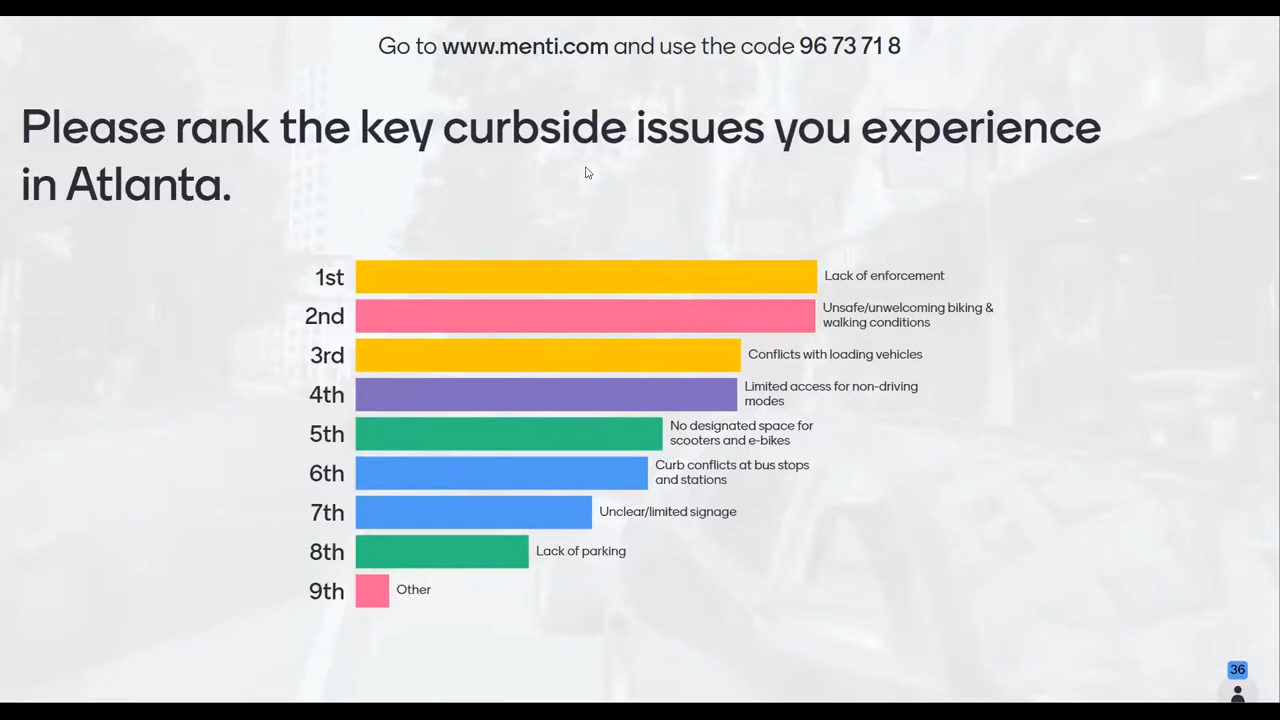 Go to www.menti.com and use the code 96 73 71 8
Please rank the key curbside issues you experience
in Atlanta.
1st
Lack of enforcement
2nd
Unsafe/unwelcoming biking &
walking conditions
3rd
Conflicts with loading vehicles
4th
Limited access for non-driving
modes
5th
No designated space for
scooters and e-bikes
6th
Curb conflicts at bus stops
and stations
7th
Unclear/limited signage
8th
Lack of parking
9th
Other
36